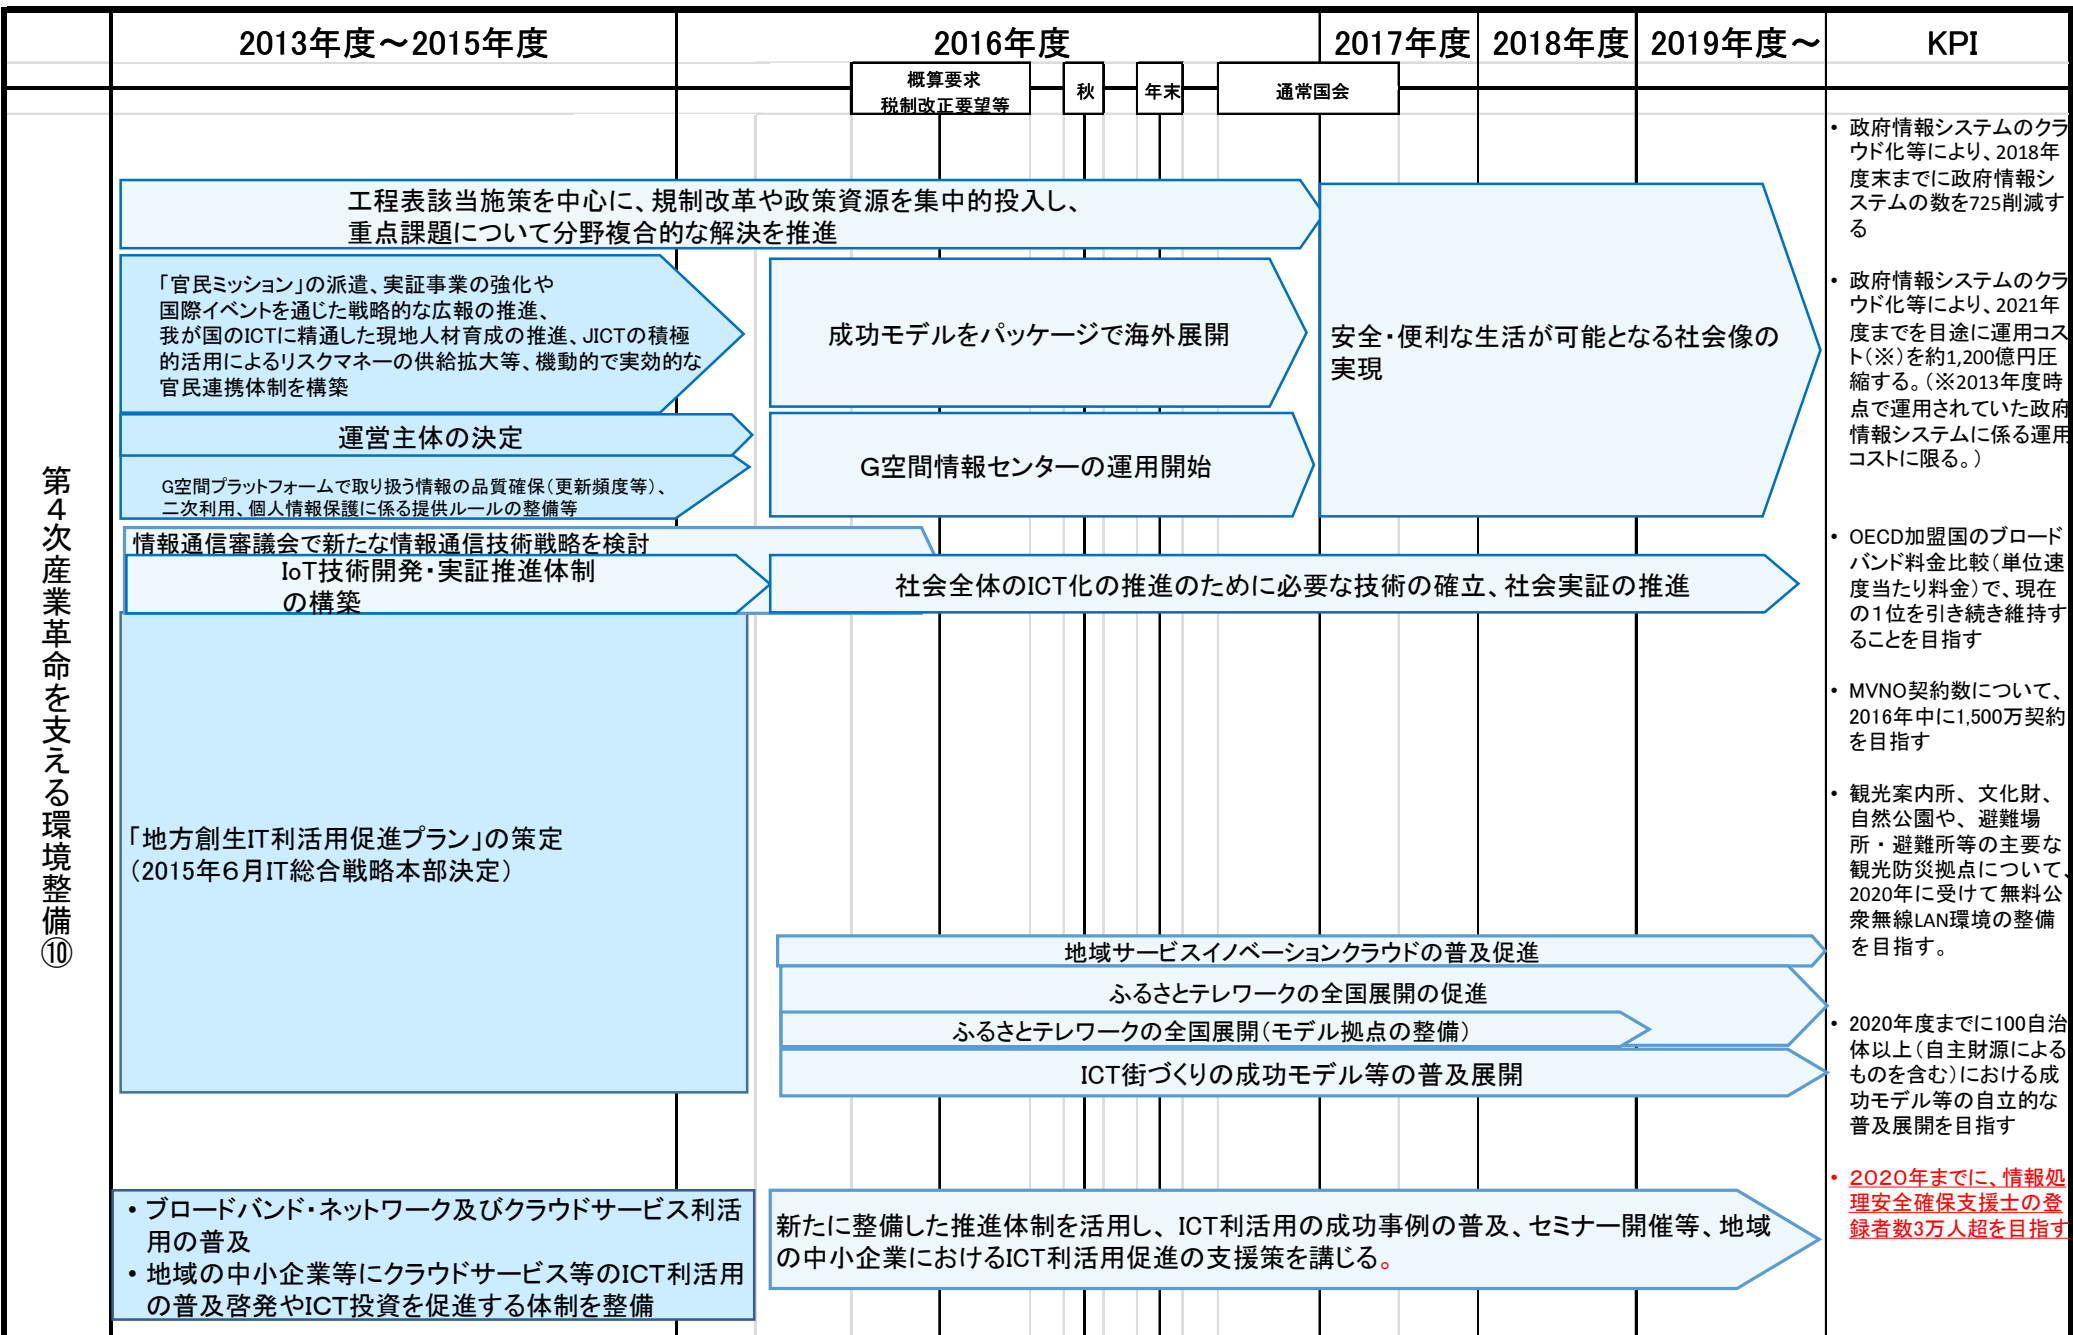 2013年度～2015年度
2016年度
2017年度
2018年度
2019年度～
KPI
概算要求
税制改正要望等
秋
年末
通常国会
第４次産業革命を支える環境整備⑩
工程表該当施策を中心に、規制改革や政策資源を集中的投入し、
重点課題について分野複合的な解決を推進
「官民ミッション」の派遣、実証事業の強化や
国際イベントを通じた戦略的な広報の推進、
我が国のICTに精通した現地人材育成の推進、JICTの積極
的活用によるリスクマネーの供給拡大等、機動的で実効的な
官民連携体制を構築
成功モデルをパッケージで海外展開
安全・便利な生活が可能となる社会像の
実現
運営主体の決定
G空間プラットフォームで取り扱う情報の品質確保（更新頻度等）、
二次利用、個人情報保護に係る提供ルールの整備等
G空間情報センターの運用開始
情報通信審議会で新たな情報通信技術戦略を検討
IoT技術開発・実証推進体制
の構築
社会全体のICT化の推進のために必要な技術の確立、社会実証の推進
「地方創生IT利活用促進プラン」の策定
（2015年６月IT総合戦略本部決定）
地域サービスイノベーションクラウドの普及促進
ふるさとテレワークの全国展開の促進
ふるさとテレワークの全国展開（モデル拠点の整備）
ICT街づくりの成功モデル等の普及展開
・ブロードバンド・ネットワーク及びクラウドサービス利活
用の普及
・地域の中小企業等にクラウドサービス等のICT利活用
の普及啓発やICT投資を促進する体制を整備
新たに整備した推進体制を活用し、ICT利活用の成功事例の普及、セミナー開催等、地域
の中小企業におけるICT利活用促進の支援策を講じる。
• 政府情報システムのクラ
ウド化等により、2018年
度末までに政府情報シ
ステムの数を725削減す
る
• 政府情報システムのクラ
ウド化等により、2021年
度までを目途に運用コス
ト（※）を約1,200億円圧
縮する。（※2013年度時
点で運用されていた政府
情報システムに係る運用
コストに限る。）
• OECD加盟国のブロード
バンド料金比較（単位速
度当たり料金）で、現在
の１位を引き続き維持す
ることを目指す
• MVNO契約数について、
2016年中に1,500万契約
を目指す
• 観光案内所、文化財、
自然公園や、避難場
所・避難所等の主要な
観光防災拠点について、
2020年に受けて無料公
衆無線LAN環境の整備
を目指す。
• 2020年度までに100自治
体以上（自主財源による
ものを含む）における成
功モデル等の自立的な
普及展開を目指す
• 2020年までに、情報処
理安全確保支援士の登
録者数3万人超を目指す